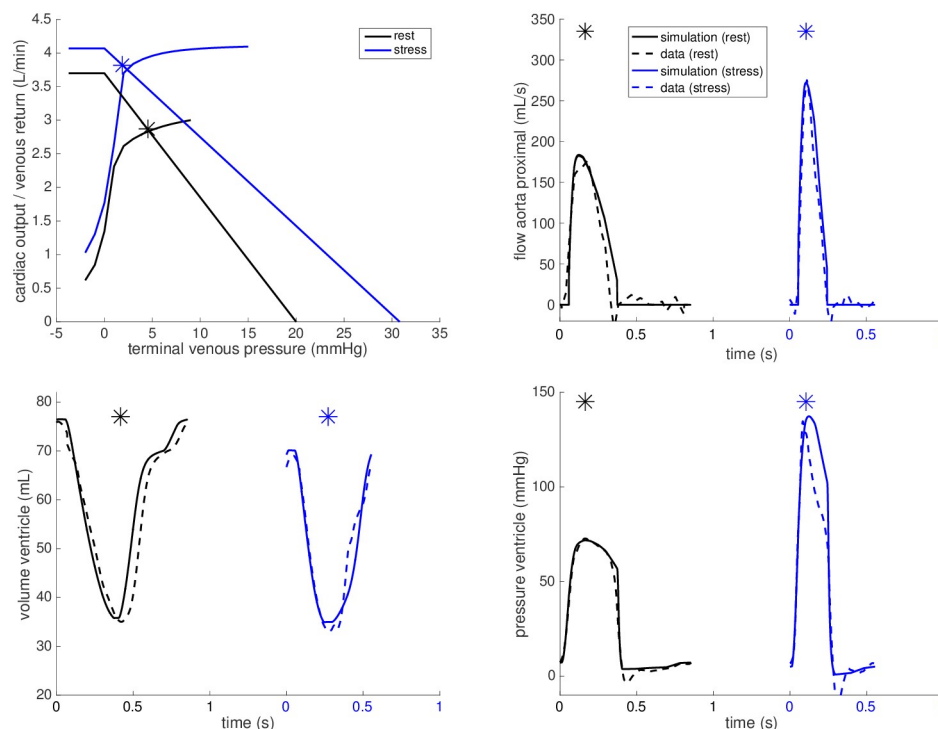 cardiac output / venous return (L/min)
4.5
4
3.5
3
2.5
2
1.5
1
0.5
0
-5 0 5 10 15 20 25 30 35
terminal venous pressure (mmHg)
rest
stress
flow aorta proximal (mL/s)
350
300
250
200
150
100
50
0
0 0.5 1 0 0.5
time (s)
simulation (rest)
data (rest)
simulation (stress)
data (stress)
volume ventricle (mL)
80
70
60
50
40
30
20
0 0.5 1 0 0.5 1
time (s)
pressure ventricle (mmHg)
150
100
50
0
0 0.5 1 0 0.5
time (s)